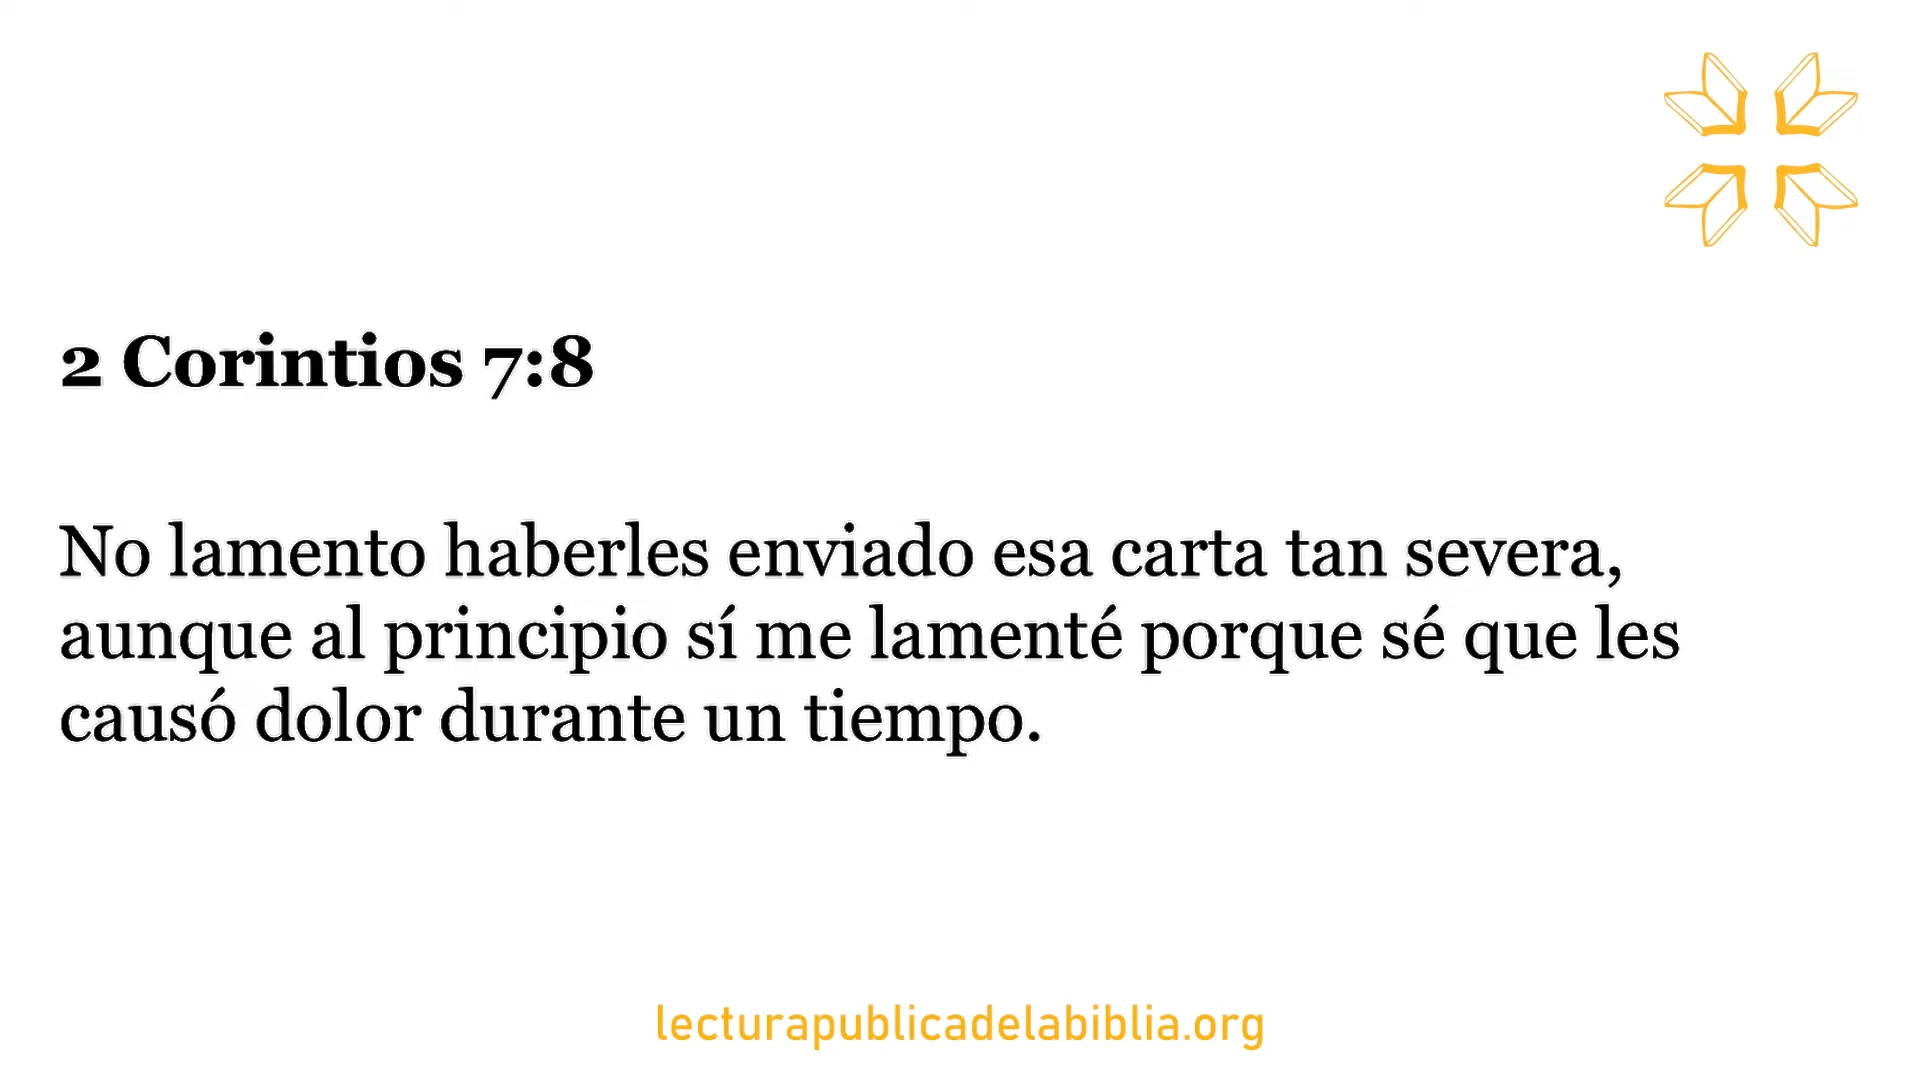 2 Corintios 7:8
No lamento haberles enviado esa carta tan severa,
aunque al principio sí me lamenté porque sé que les
causó dolor durante un tiempo.
lecturapublicadelabiblia.org